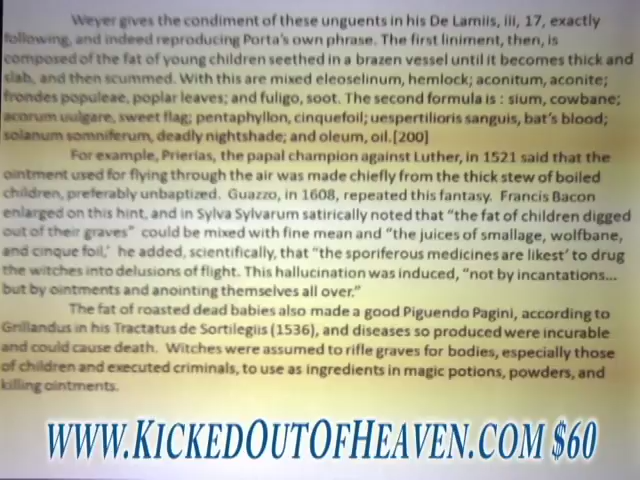 Weyer gives the condiment of these unguents in his De Lamiis, iii, 17, exactly
following, and indeed reproducing Porta's own phrase. The first liniment, then, is
composed of the fat of young children seethed in a brazen vessel until it becomes thick and
slab, and then scummed. With this are mixed eleoselinum, hemlock; aconitum, aconite;
frondes populeae, poplar leaves; and fuligo, soot. The second formula is : sium, cowbane;
acorum uulgare, sweet flag; pentaphyllon, cinquefoil; uespertilioris sanguis, bat's blood;
solanum somniferum, deadly nightshade; and oleum, oil.[200]
For example, Prierias, the papal champion against Luther, in 1521 said that the
ointment used for flying through the air was made chiefly from the thick stew of boiled
children, preferably unbaptized. Guazzo, in 1608, repeated this fantasy. Francis Bacon
enlarged on this hint, and in Sylva Sylvarum satirically noted that “the fat of children digged
out of their graves” could be mixed with fine mean and “the juices of smallage, wolfbane,
and cinque foil,’ he added, scientifically, that “the sporiferous medicines are likest’ to drug
the witches into delusions of flight. This hallucination was induced, “not by incantations...
but by ointments and anointing themselves all over.”
The fat of roasted dead babies also made a good Piguendo Pagini, according to
Grillandus in his Tractatus de Sortilegiis (1536), and diseases so produced were incurable
and could cause death. Witches were assumed to rifle graves for bodies, especially those
of children and executed criminals, to use as ingredients in magic potions, powders, and
killing ointments.
WWW.KICKEDOUTOFHEAVEN.COM $60